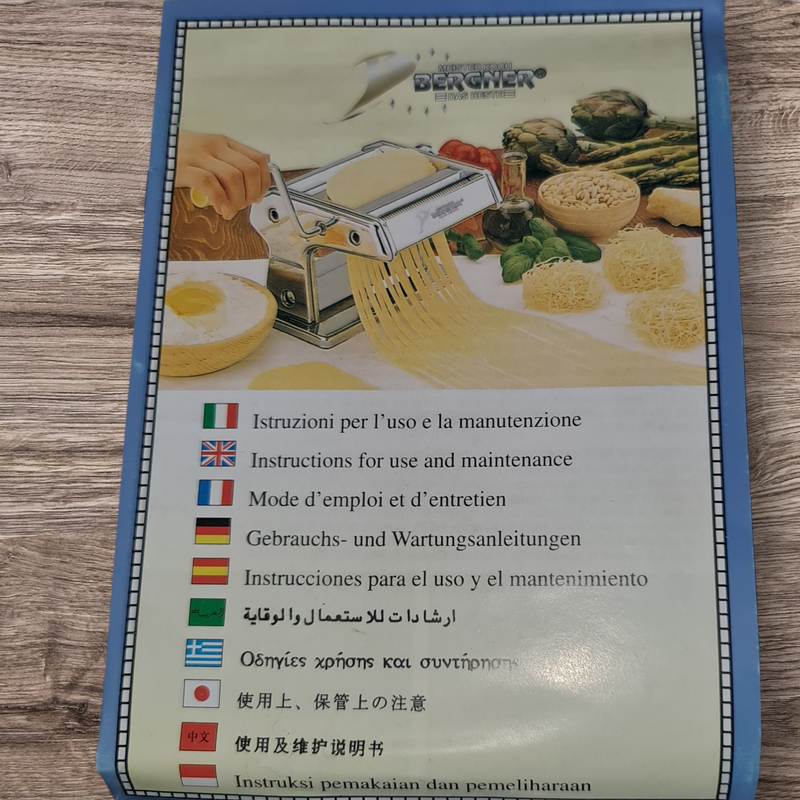 MEISTER KOCH
BERGNER®
DAS BESTE
Istruzioni per l'uso e la manutenzione
Instructions for use and maintenance
Mode d'emploi et d'entretien
Gebrauchs- und Wartungsanleitungen
Instrucciones para el uso y el mantenimiento
العربية
ارشادات للاستعمال والوقاية
Οδηγίες χρήσης και συντήρησης
使用上、保管上の注意
中文
使用及维护说明书
Instruksi pemakaian dan pemeliharaan